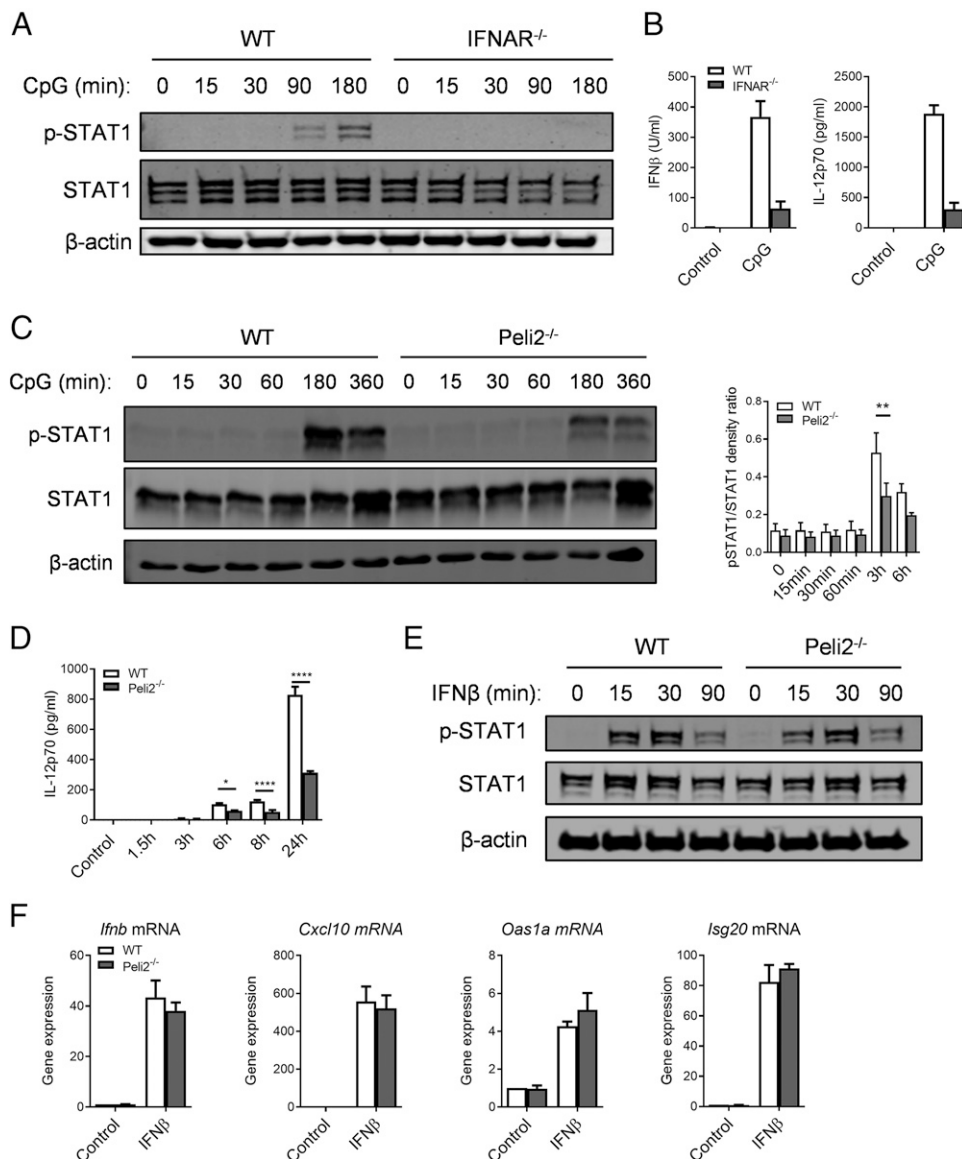 A
WT IFNAR-/-
CpG (min): 0 15 30 90 180 0 15 30 90 180
p-STAT1
STAT1
β-actin
B
WT
IFNAR-/-
IFNβ (U/ml)
500
400
300
200
100
0
Control CpG
IL-12p70 (pg/ml)
2500
2000
1500
1000
500
0
Control CpG
C
WT Peli2-/-
CpG (min): 0 15 30 60 180 360 0 15 30 60 180 360
p-STAT1
STAT1
β-actin
pSTAT1/STAT1 density ratio
WT
Peli2-/-
**
0.8
0.6
0.4
0.2
0.0
0 15min 30min 60min 3h 6h
D
WT
Peli2-/-
IL-12p70 (pg/ml)
1000
800
600
400
200
0
* **** ****
Control 1.5h 3h 6h 8h 24h
E
WT Peli2-/-
IFNβ (min): 0 15 30 90 0 15 30 90
p-STAT1
STAT1
β-actin
F
Ifnb mRNA
WT
Peli2-/-
Gene expression
60
40
20
0
Control IFNβ
Cxcl10 mRNA
Gene expression
800
600
400
200
0
Control IFNβ
Oas1a mRNA
Gene expression
8
6
4
2
0
Control IFNβ
Isg20 mRNA
Gene expression
100
80
60
40
20
0
Control IFNβ